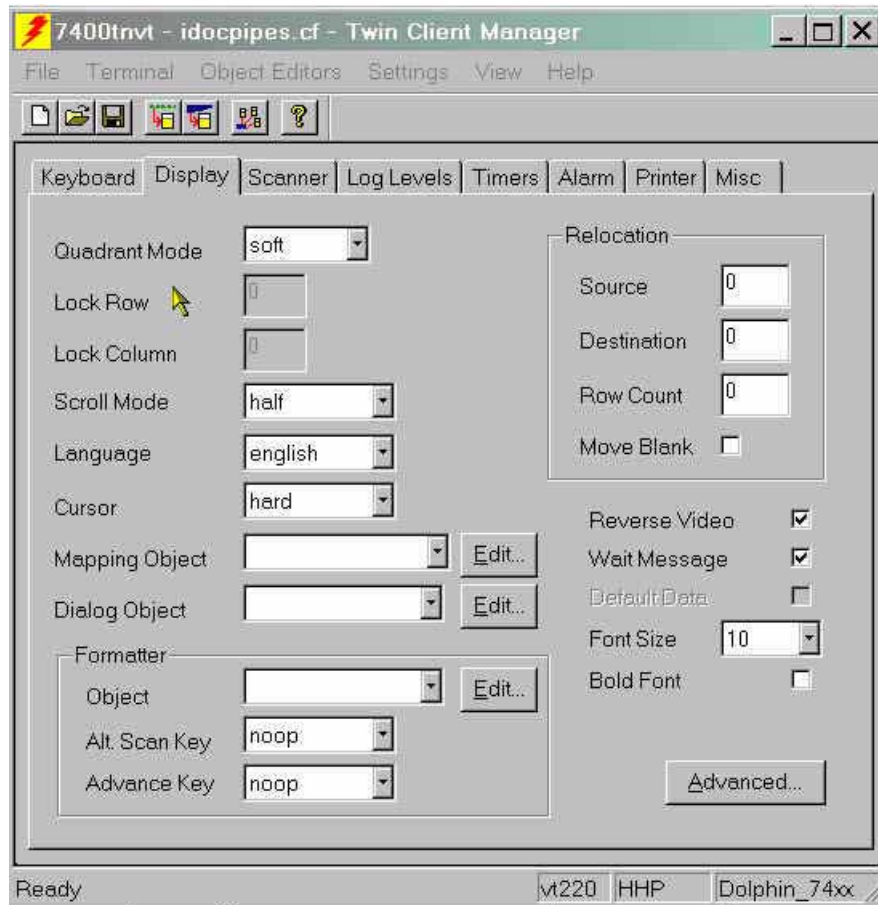 7400tnvt - idocpipes.cf - Twin Client Manager
File Terminal Object Editors Settings View Help
Keyboard Display Scanner Log Levels Timers Alarm Printer Misc
Quadrant Mode soft
Lock Row 0
Lock Column 0
Scroll Mode half
Language english
Cursor hard
Mapping Object Edit...
Dialog Object Edit...
Formatter
Object Edit...
Alt. Scan Key noop
Advance Key noop
Relocation
Source 0
Destination 0
Row Count 0
Move Blank
Reverse Video
Wait Message
Default Data
Font Size 10
Bold Font
Advanced...
Ready vt220 HHP Dolphin_74xx